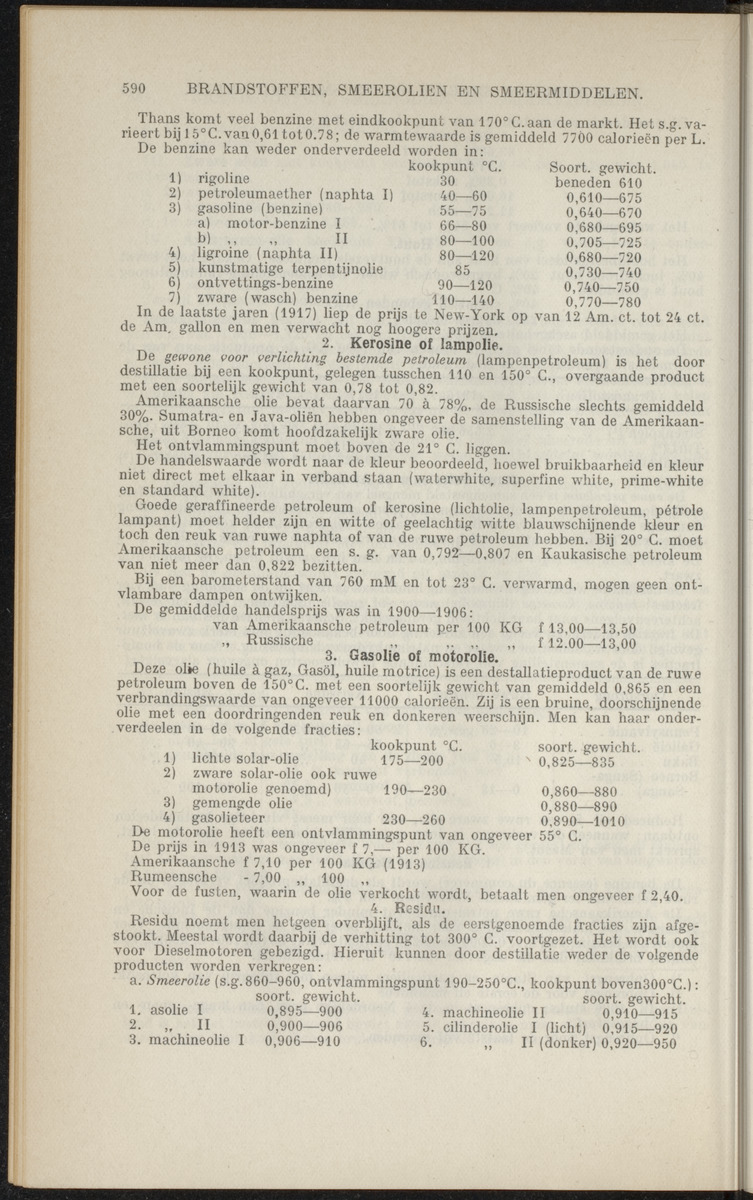 590 BRANDSTOFFEN, SMEEROLIEN EN SMEERMIDDELEN.
Thans komt veel benzine met eindkookpunt van 170° C. aan de markt. Het s.g. va-
rieert bij 15° C. van 0,61 tot 0.78; de warmtewaarde is gemiddeld 7700 calorieën per L.
De benzine kan weder onderverdeeld worden in:
kookpunt °C. Soort. gewicht.
1) rigoline 30 beneden 610
2) petroleumaether (naphta I) 40—60 0,610—675
3) gasoline (benzine) 55—75 0,640—670
a) motor-benzine I 66—80 0,680—695
b) ,, ,, II 80—100 0,705—725
4) ligroine (naphta II) 80—120 0,680—720
5) kunstmatige terpentijnolie 85 0,730—740
6) ontvettings-benzine 90—120 0,740—750
7) zware (wasch) benzine 110—140 0,770—780
In de laatste jaren (1917) liep de prijs te New-York op van 12 Am. ct. tot 24 ct.
de Am. gallon en men verwacht nog hoogere prijzen.
2. Kerosine of lampolie.
De gewone voor verlichting bestemde petroleum (lampenpetroleum) is het door
destillatie bij een kookpunt, gelegen tusschen 110 en 150° C., overgaande product
met een soortelijk gewicht van 0,78 tot 0,82.
Amerikaansche olie bevat daarvan 70 à 78%. de Russische slechts gemiddeld
30%. Sumatra- en Java-oliën hebben ongeveer de samenstelling van de Amerikaan-
sche, uit Borneo komt hoofdzakelijk zware olie.
Het ontvlammingspunt moet boven de 21° C. liggen.
De handelswaarde wordt naar de kleur beoordeeld, hoewel bruikbaarheid en kleur
niet direct met elkaar in verband staan (waterwhite, superfine white, prime-white
en standard white).
Goede geraffineerde petroleum of kerosine (lichtolie, lampenpetroleum, pétrole
lampant) moet helder zijn en witte of geelachtig witte blauwschijnende kleur en
toch den reuk van ruwe naphta of van de ruwe petroleum hebben. Bij 20° C. moet
Amerikaansche petroleum een s. g. van 0,792—0,807 en Kaukasische petroleum
van niet meer dan 0,822 bezitten.
Bij een barometerstand van 760 mM en tot 23° C. verwarmd, mogen geen ont-
vlambare dampen ontwijken.
De gemiddelde handelsprijs was in 1900—1906:
van Amerikaansche petroleum per 100 KG f 13,00—13,50
,, Russische ,, ,, ,, ,, f 12.00—13,00
3. Gasolie of motorolie.
Deze olie (huile à gaz, Gasöl, huile motrice) is een destallatieproduct van de ruwe
petroleum boven de 150° C. met een soortelijk gewicht van gemiddeld 0,865 en een
verbrandingswaarde van ongeveer 11000 calorieën. Zij is een bruine, doorschijnende
olie met een doordringenden reuk en donkeren weerschijn. Men kan haar onder-
verdeelen in de volgende fracties:
kookpunt °C. soort. gewicht.
1) lichte solar-olie 175—200 0,825—835
2) zware solar-olie ook ruwe
motorolie genoemd) 190—230 0,860—880
3) gemengde olie 0,880—890
4) gasolieteer 230—260 0,890—1010
De motorolie heeft een ontvlammingspunt van ongeveer 55° C.
De prijs in 1913 was ongeveer f 7,— per 100 KG.
Amerikaansche f 7,10 per 100 KG (1913)
Rumeensche - 7,00 ,, 100 ,,
Voor de fusten, waarin de olie verkocht wordt, betaalt men ongeveer f 2,40.
4. Residu.
Residu noemt men hetgeen overblijft, als de eerstgenoemde fracties zijn afge-
stookt. Meestal wordt daarbij de verhitting tot 300° C. voortgezet. Het wordt ook
voor Dieselmotoren gebezigd. Hieruit kunnen door destillatie weder de volgende
producten worden verkregen:
a. Smeerolie (s.g. 860-960, ontvlammingspunt 190-250°C., kookpunt boven 300°C.):
soort. gewicht. soort. gewicht.
1. asolie I 0,895—900 4. machineolie II 0,910—915
2. ,, II 0,900—906 5. cilinderolie I (licht) 0,915—920
3. machineolie I 0,906—910 6. ,, II (donker) 0,920—950